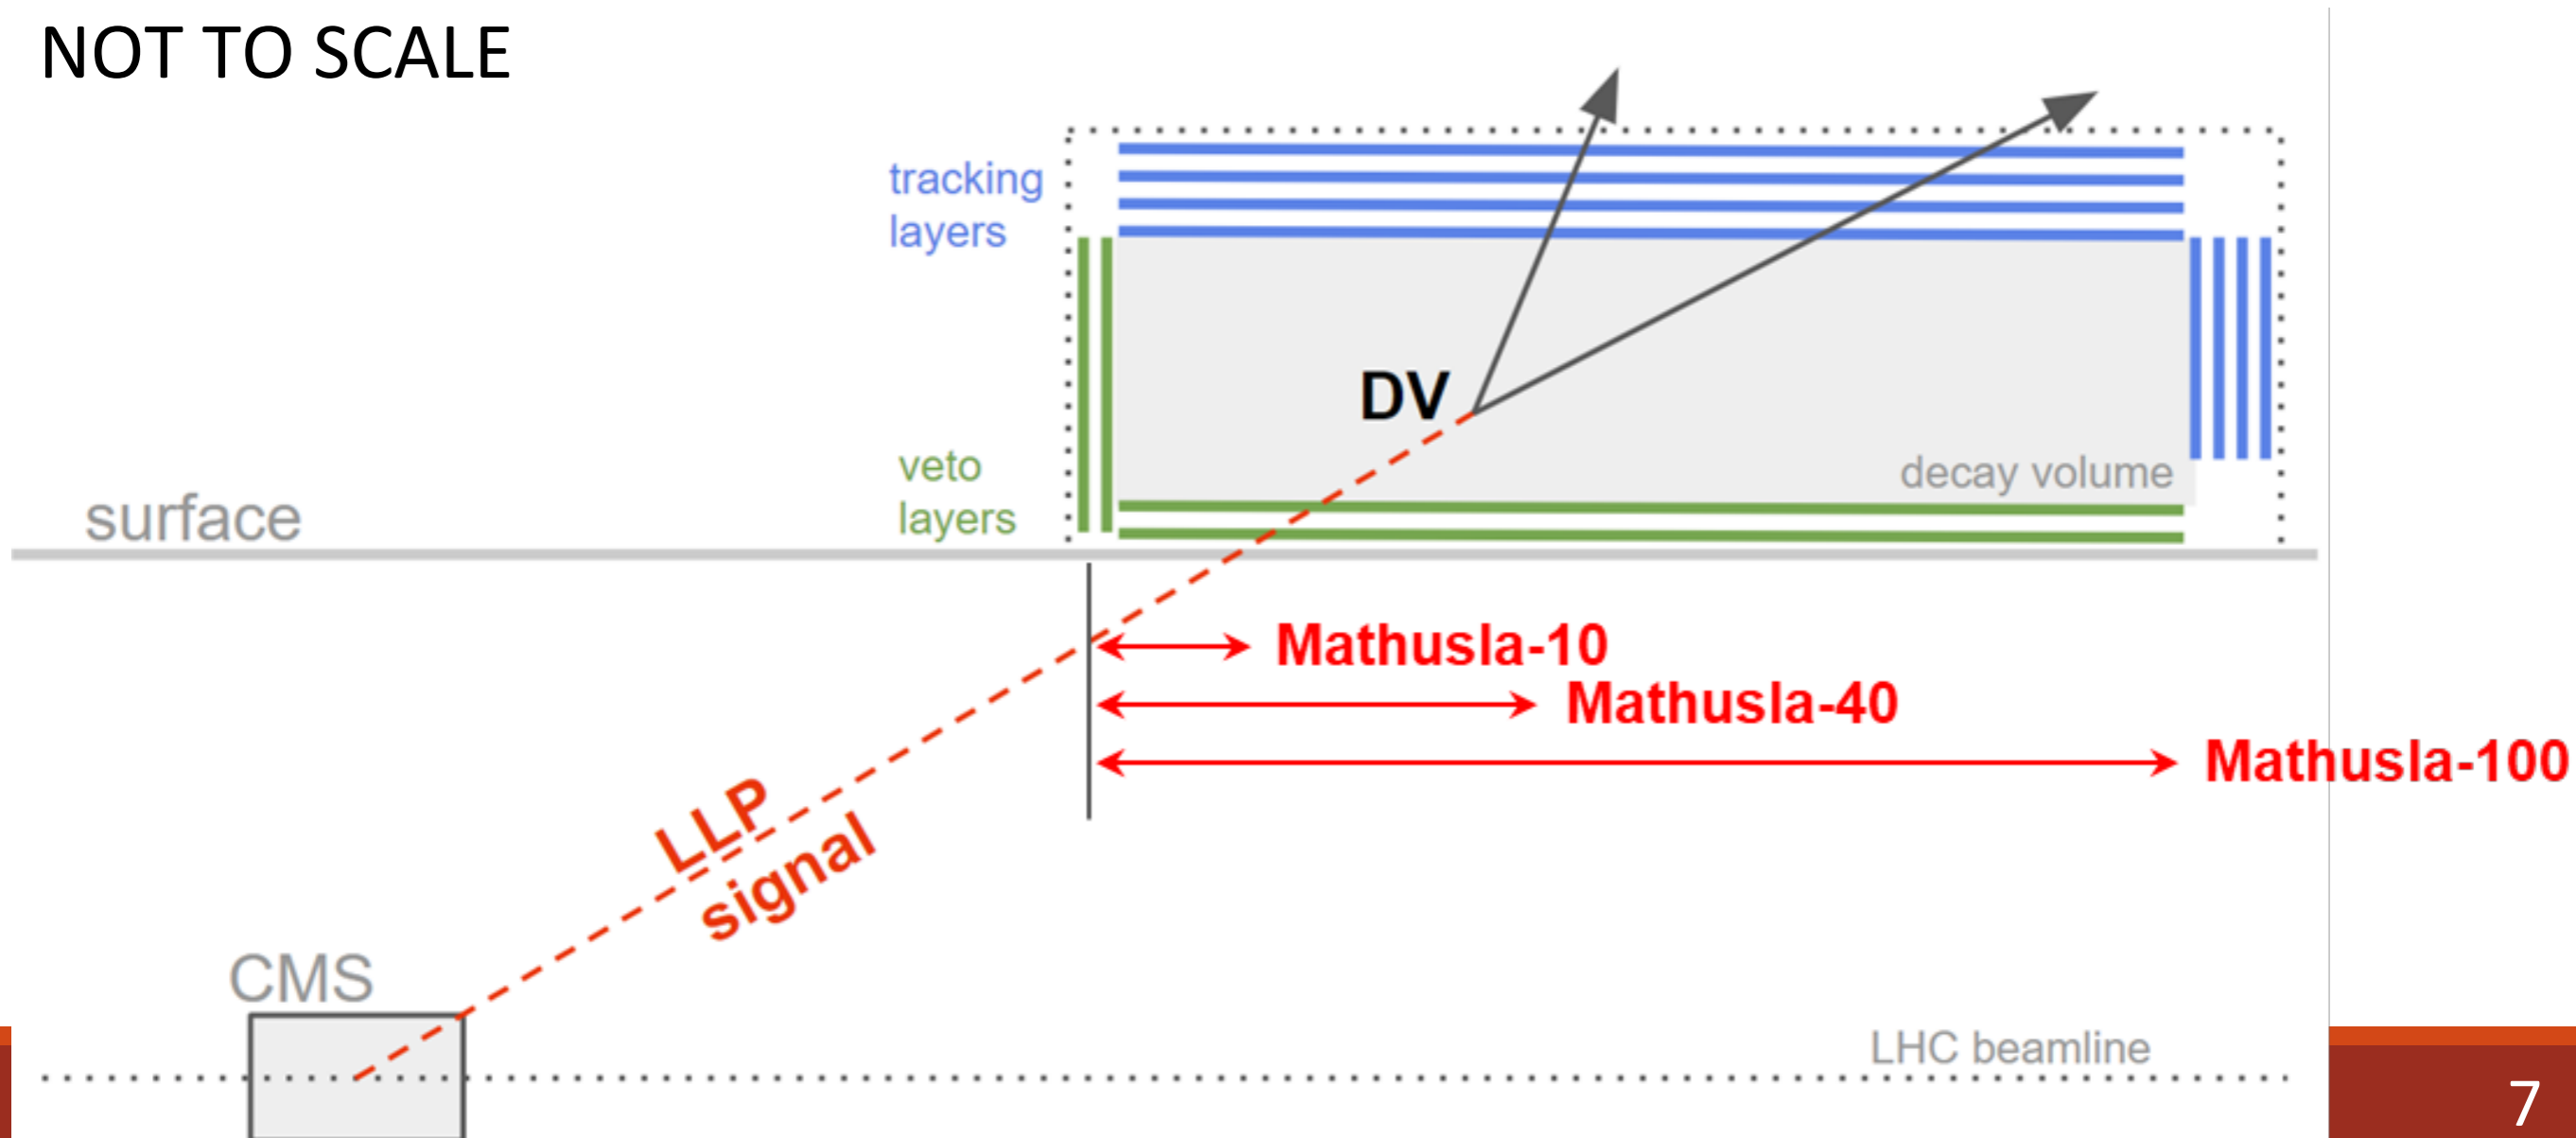 NOT TO SCALE
tracking
layers
DV
veto
layers
decay volume
surface
Mathusla-10
Mathusla-40
Mathusla-100
LLP
signal
CMS
LHC beamline
7